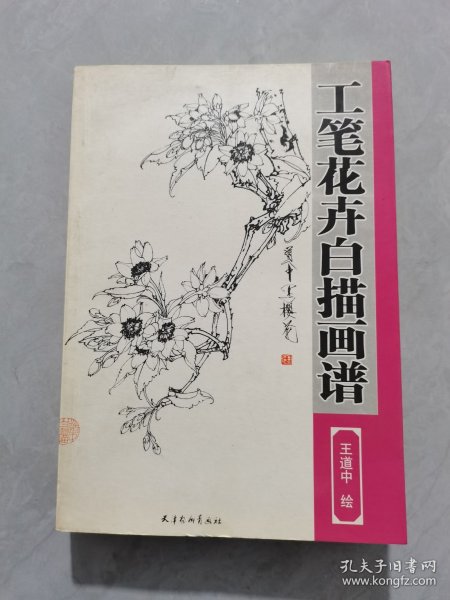 工笔花卉白描画谱
王道中 绘
天津杨柳青画社
孔夫子旧书网
www.kongfz.com